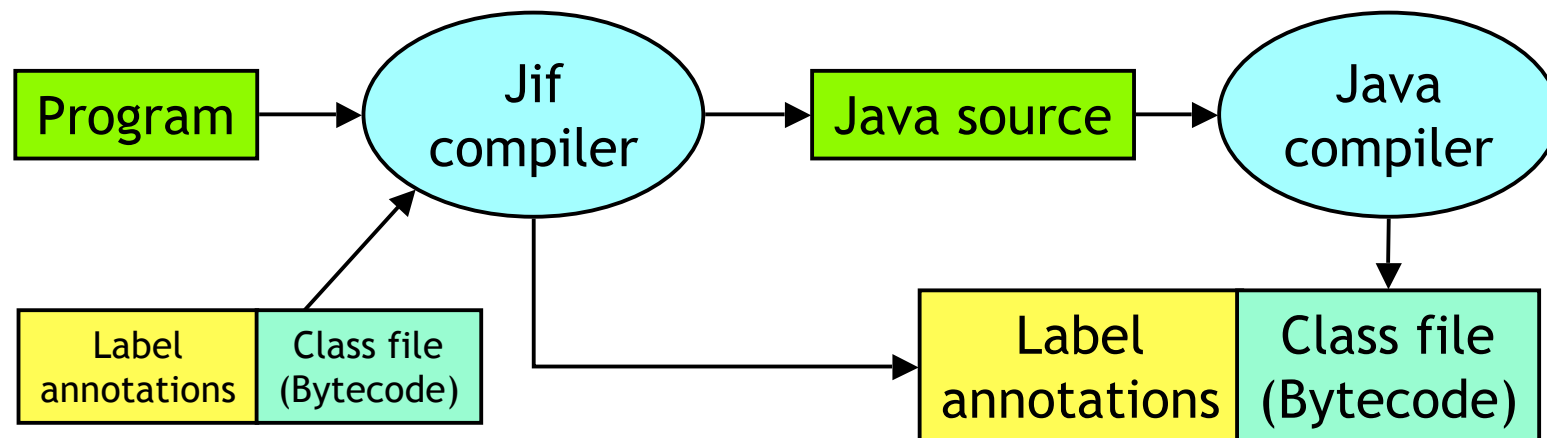 Program
Jif
compiler
Java source
Java
compiler
Label
annotations
Class file
(Bytecode)
Label
annotations
Class file
(Bytecode)